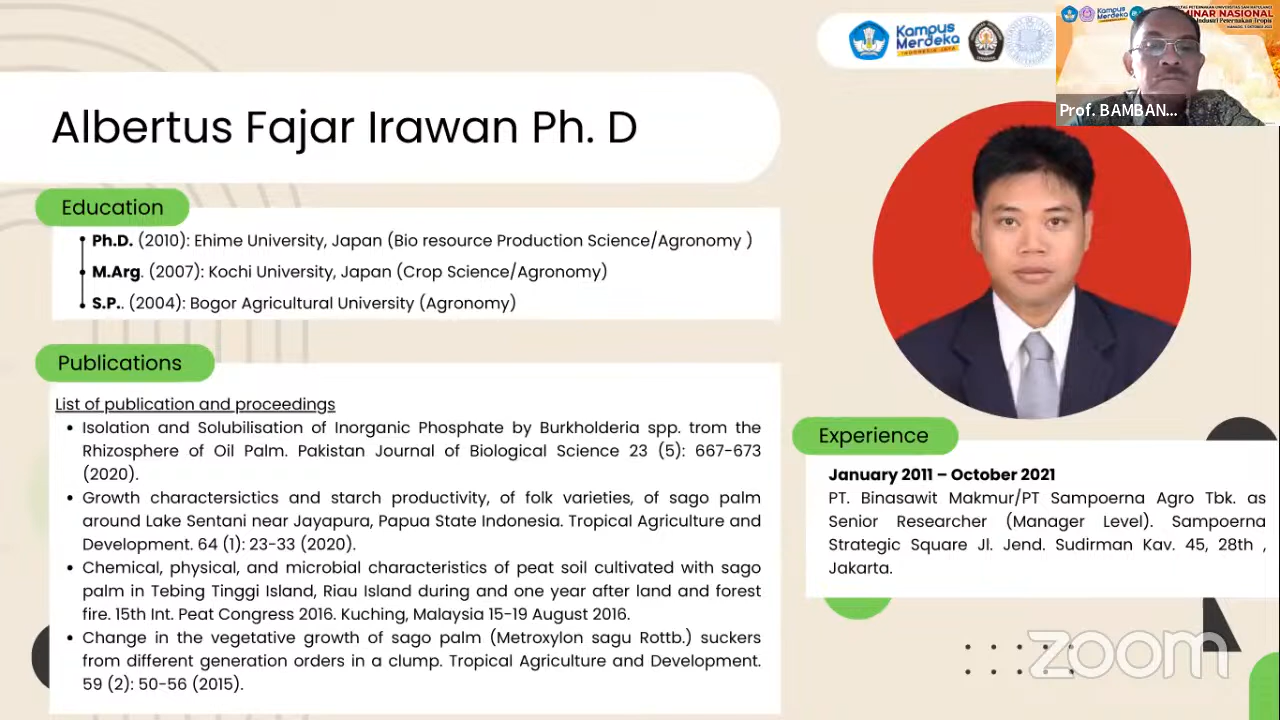 Kampus
Merdeka
INDONESIA JAYA
Kampus
Merdeka
SEMINAR NASIONAL
Prof. BAMBAN...
Albertus Fajar Irawan Ph. D
Education
Ph.D. (2010): Ehime University, Japan (Bio resource Production Science/Agronomy )
M.Arg. (2007): Kochi University, Japan (Crop Science/Agronomy)
S.P.. (2004): Bogor Agricultural University (Agronomy)
Publications
List of publication and proceedings
• Isolation and Solubilisation of Inorganic Phosphate by Burkholderia spp. trom the
Rhizosphere of Oil Palm. Pakistan Journal of Biological Science 23 (5): 667-673
(2020).
• Growth charactersictics and starch productivity, of folk varieties, of sago palm
around Lake Sentani near Jayapura, Papua State Indonesia. Tropical Agriculture and
Development. 64 (1): 23-33 (2020).
• Chemical, physical, and microbial characteristics of peat soil cultivated with sago
palm in Tebing Tinggi Island, Riau Island during and one year after land and forest
fire. 15th Int. Peat Congress 2016. Kuching, Malaysia 15-19 August 2016.
• Change in the vegetative growth of sago palm (Metroxylon sagu Rottb.) suckers
from different generation orders in a clump. Tropical Agriculture and Development.
59 (2): 50-56 (2015).
Experience
January 2011 – October 2021
PT. Binasawit Makmur/PT Sampoerna Agro Tbk. as
Senior Researcher (Manager Level). Sampoerna
Strategic Square Jl. Jend. Sudirman Kav. 45, 28th ,
Jakarta.
zoom